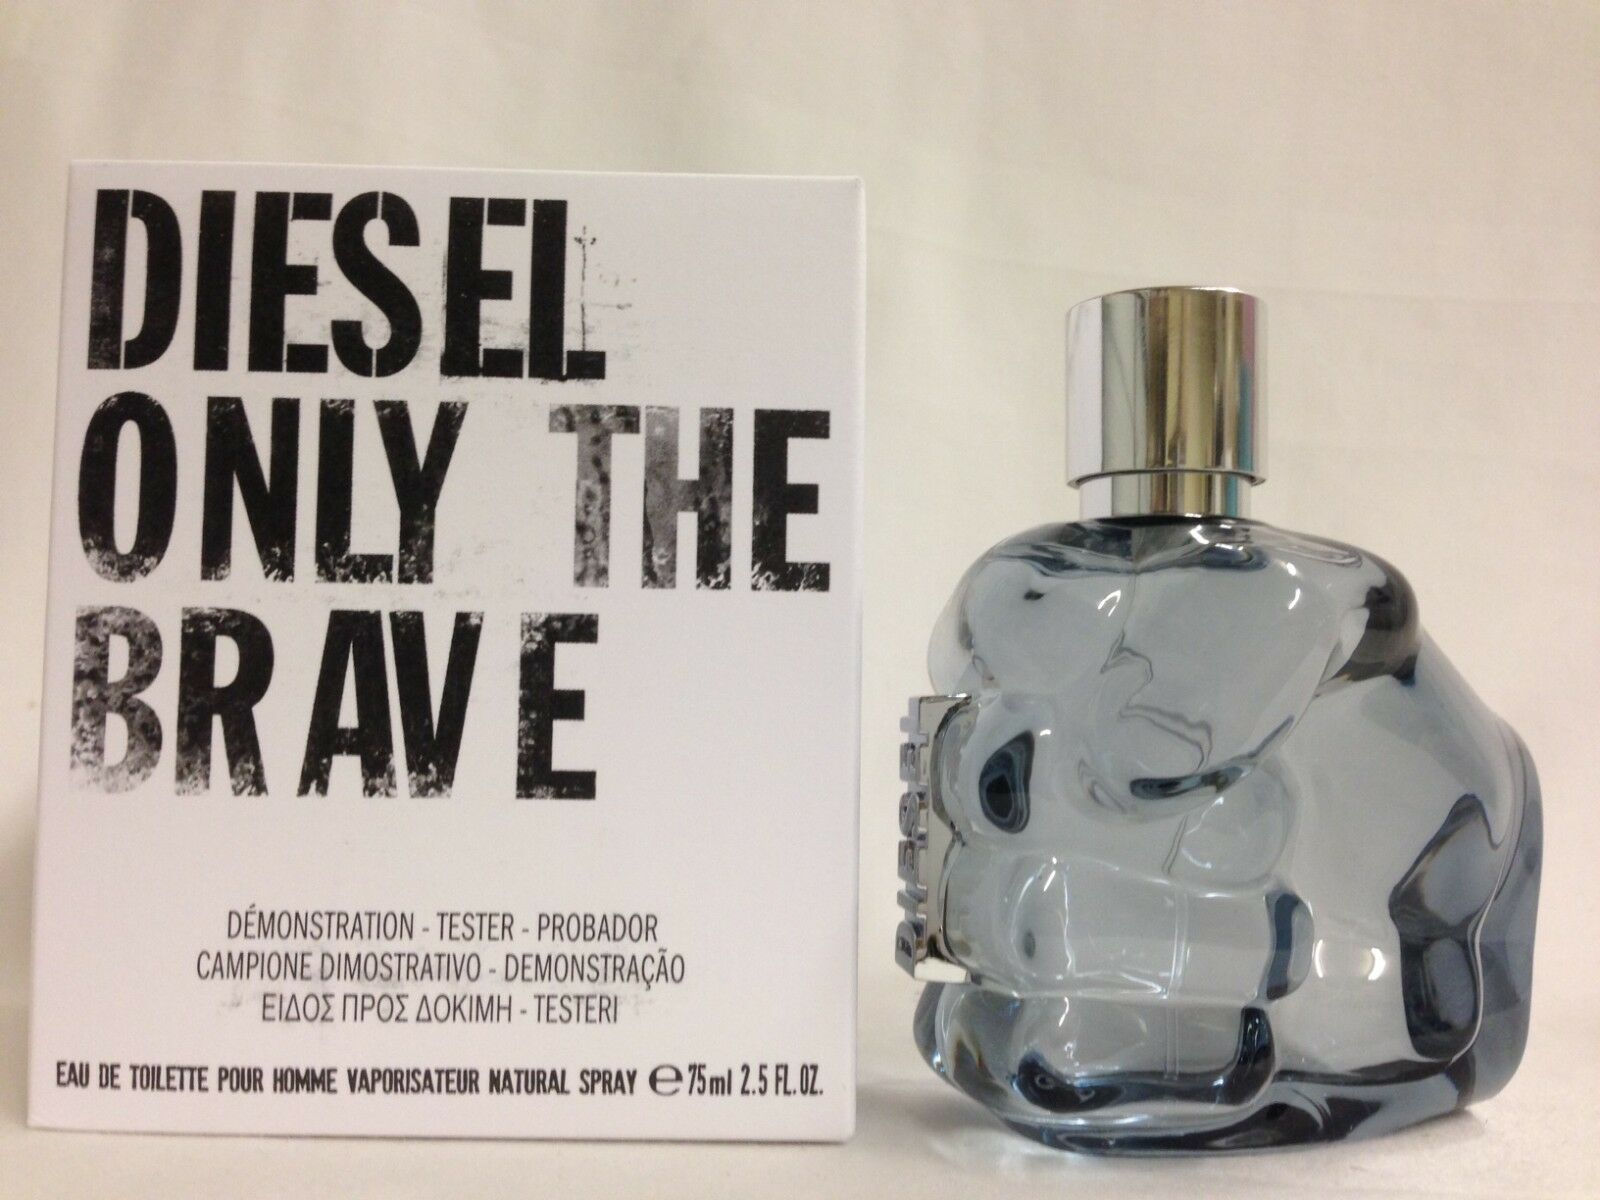 DIESEL
ONLY THE
BRAVE
DÉMONSTRATION - TESTER - PROBADOR
CAMPIONE DIMOSTRATIVO - DEMONSTRAÇÃO
ΕΙΔΟΣ ΠΡΟΣ ΔΟΚΙΜΗ - TESTERI
EAU DE TOILETTE POUR HOMME VAPORISATEUR NATURAL SPRAY ℮ 75ml 2.5 FL.OZ.
DIESEL